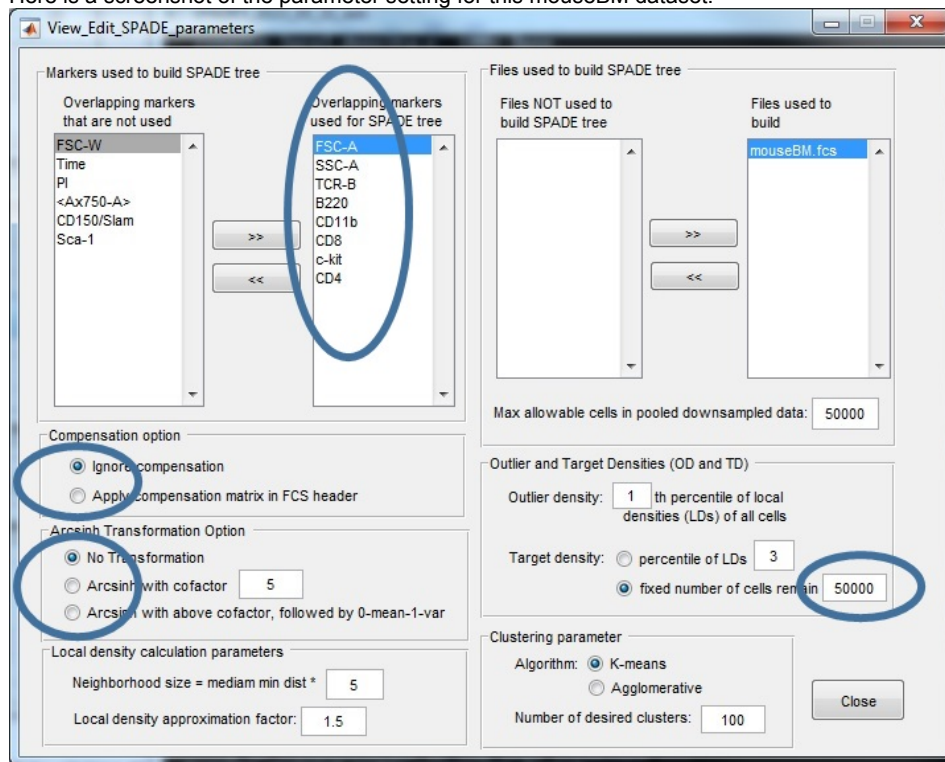 Here is a screenshot of the parameter setting for this mouseBM dataset.
View_Edit_SPADE_parameters
Markers used to build SPADE tree
Overlapping markers
that are not used
FSC-W
Time
PI
<Ax750-A>
CD150/Slam
Sca-1
>>
<<
Overlapping markers
used for SPADE tree
FSC-A
SSC-A
TCR-B
B220
CD11b
CD8
c-kit
CD4
Files used to build SPADE tree
Files NOT used to
build SPADE tree
>>
<<
Files used to
build
mouseBM.fcs
Max allowable cells in pooled downsampled data: 50000
Compensation option
Ignore compensation
Apply compensation matrix in FCS header
Arcsinh Transformation Option
No Transformation
Arcsinh with cofactor 5
Arcsinh with above cofactor, followed by 0-mean-1-var
Local density calculation parameters
Neighborhood size = mediam min dist * 5
Local density approximation factor: 1.5
Outlier and Target Densities (OD and TD)
Outlier density: 1 th percentile of local
densities (LDs) of all cells
Target density: percentile of LDs 3
fixed number of cells remain 50000
Clustering parameter
Algorithm: K-means
Agglomerative
Number of desired clusters: 100
Close